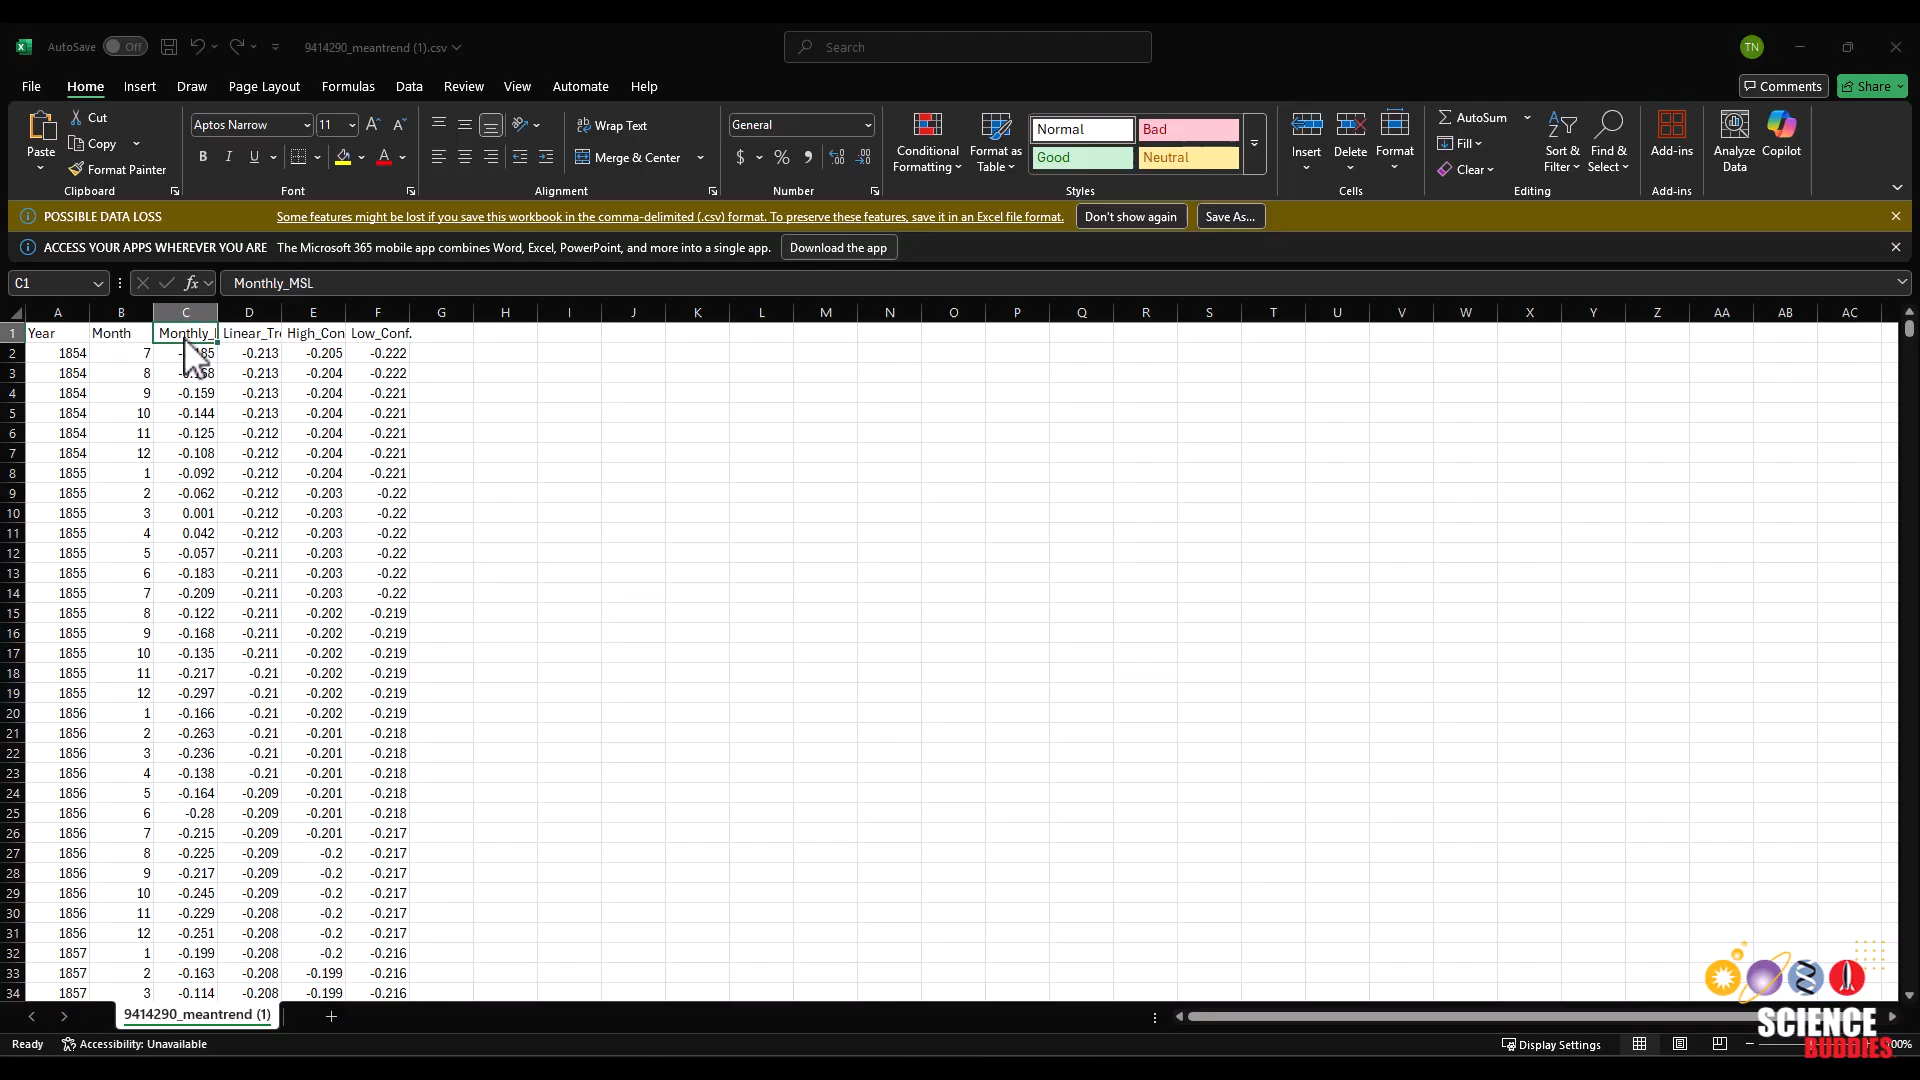 AutoSave Off 9414290_meantrend (1).csv Search TN
File Home Insert Draw Page Layout Formulas Data Review View Automate Help Comments Share
Paste Cut Copy Format Painter Clipboard
Aptos Narrow 11 B I U A Font
Wrap Text Merge & Center Alignment
General $ % Number
Conditional Formatting Format as Table Normal Bad Good Neutral Styles
Insert Delete Format Cells
AutoSum Fill Clear Sort & Filter Find & Select Editing
Add-ins Add-ins
Analyze Data Copilot
POSSIBLE DATA LOSS Some features might be lost if you save this workbook in the comma-delimited (.csv) format. To preserve these features, save it in an Excel file format. Don't show again Save As...
ACCESS YOUR APPS WHEREVER YOU ARE The Microsoft 365 mobile app combines Word, Excel, PowerPoint, and more into a single app. Download the app
C1 fx Monthly_MSL
A B C D E F G H I J K L M N O P Q R S T U V W X Y Z AA AB AC
1 Year Month Monthly_ Linear_Tr High_Con Low_Conf.
2 1854 7 -0.213 -0.205 -0.222
3 1854 8 -0.213 -0.204 -0.222
4 1854 9 -0.159 -0.213 -0.204 -0.221
5 1854 10 -0.144 -0.213 -0.204 -0.221
6 1854 11 -0.125 -0.212 -0.204 -0.221
7 1854 12 -0.108 -0.212 -0.204 -0.221
8 1855 1 -0.092 -0.212 -0.204 -0.221
9 1855 2 -0.062 -0.212 -0.203 -0.22
10 1855 3 0.001 -0.212 -0.203 -0.22
11 1855 4 0.042 -0.212 -0.203 -0.22
12 1855 5 -0.057 -0.211 -0.203 -0.22
13 1855 6 -0.183 -0.211 -0.203 -0.22
14 1855 7 -0.209 -0.211 -0.203 -0.22
15 1855 8 -0.122 -0.211 -0.202 -0.219
16 1855 9 -0.168 -0.211 -0.202 -0.219
17 1855 10 -0.135 -0.211 -0.202 -0.219
18 1855 11 -0.217 -0.21 -0.202 -0.219
19 1855 12 -0.297 -0.21 -0.202 -0.219
20 1856 1 -0.166 -0.21 -0.202 -0.219
21 1856 2 -0.263 -0.21 -0.201 -0.218
22 1856 3 -0.236 -0.21 -0.201 -0.218
23 1856 4 -0.138 -0.21 -0.201 -0.218
24 1856 5 -0.164 -0.209 -0.201 -0.218
25 1856 6 -0.28 -0.209 -0.201 -0.218
26 1856 7 -0.215 -0.209 -0.201 -0.217
27 1856 8 -0.225 -0.209 -0.2 -0.217
28 1856 9 -0.217 -0.209 -0.2 -0.217
29 1856 10 -0.245 -0.209 -0.2 -0.217
30 1856 11 -0.229 -0.208 -0.2 -0.217
31 1856 12 -0.251 -0.208 -0.2 -0.217
32 1857 1 -0.199 -0.208 -0.2 -0.216
33 1857 2 -0.163 -0.208 -0.199 -0.216
34 1857 3 -0.114 -0.208 -0.199 -0.216
9414290_meantrend (1)
SCIENCE
BUDDIES
Ready Accessibility: Unavailable Display Settings